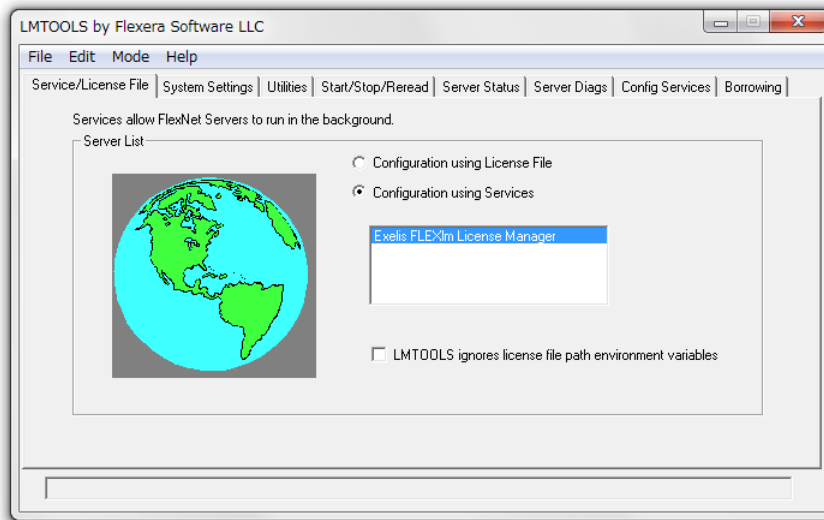 LMTOOLS by Flexera Software LLC
File Edit Mode Help
Service/License File System Settings Utilities Start/Stop/Reread Server Status Server Diags Config Services Borrowing
Services allow FlexNet Servers to run in the background.
Server List
Configuration using License File
Configuration using Services
Exelis FLEXlm License Manager
LMTOOLS ignores license file path environment variables